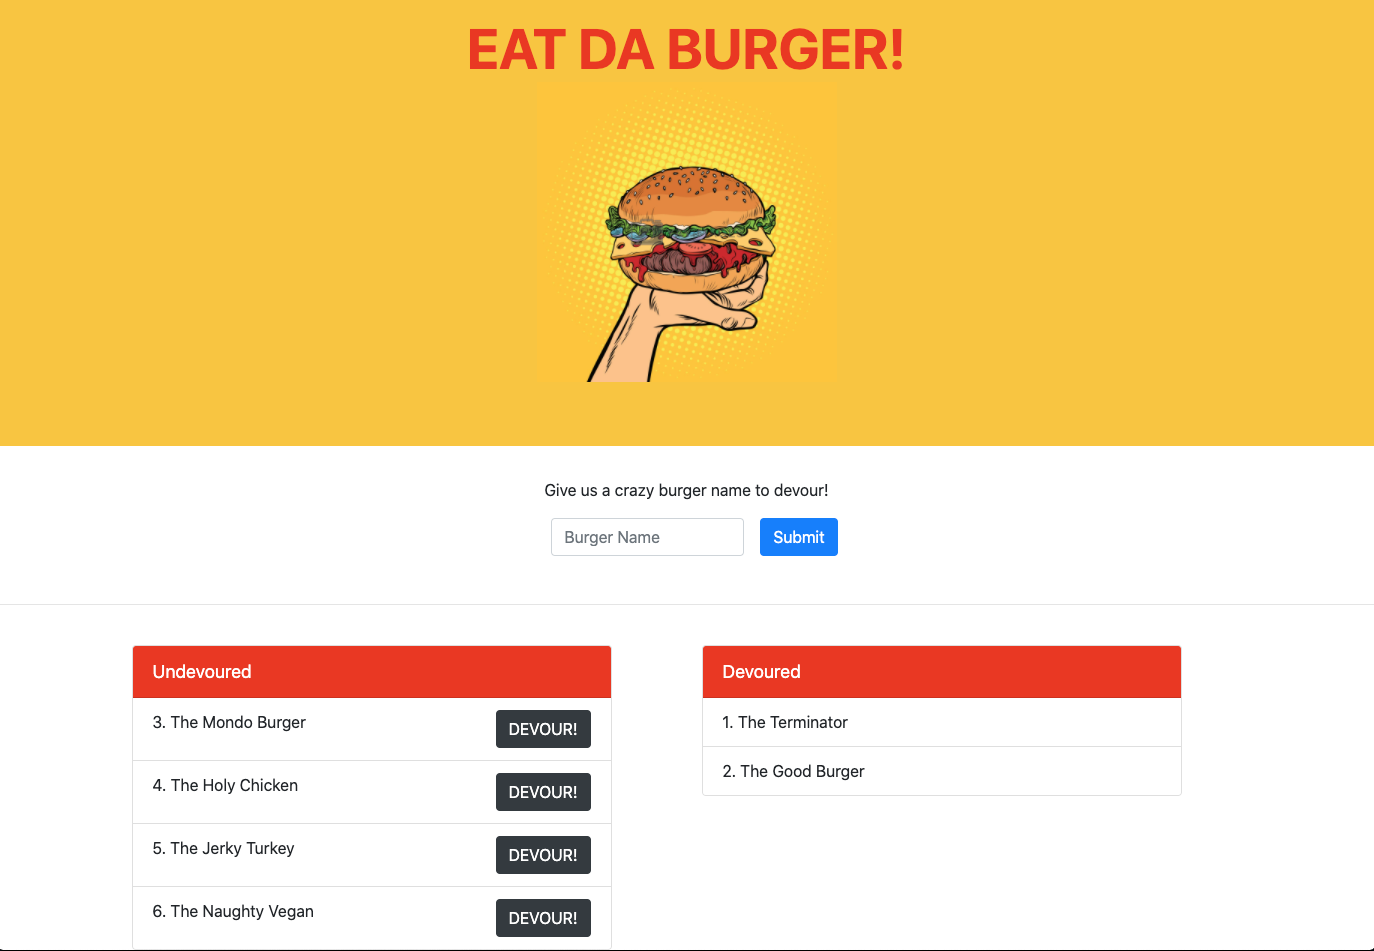 EAT DA BURGER!
Give us a crazy burger name to devour!
Burger Name
Submit
Undevoured
3. The Mondo Burger
DEVOUR!
4. The Holy Chicken
DEVOUR!
5. The Jerky Turkey
DEVOUR!
6. The Naughty Vegan
DEVOUR!
Devoured
1. The Terminator
2. The Good Burger